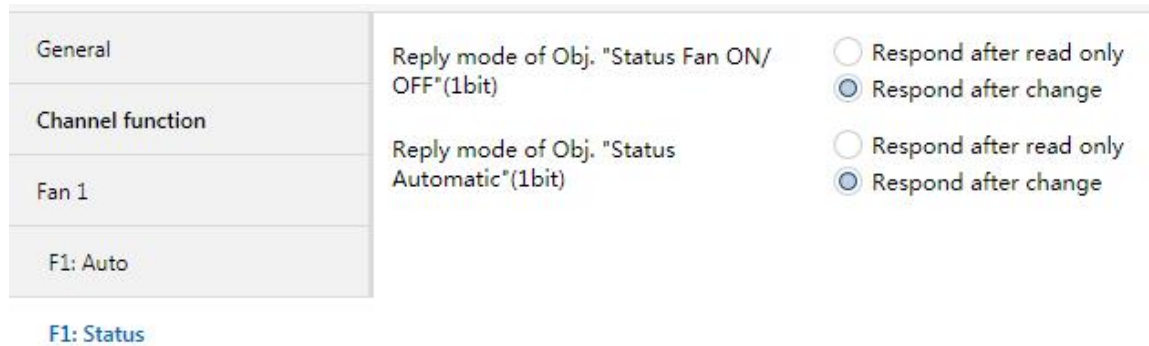 General
Channel function
Fan 1
F1: Auto
F1: Status
Reply mode of Obj. "Status Fan ON/
OFF"(1bit)
Respond after read only
Respond after change
Reply mode of Obj. "Status
Automatic"(1bit)
Respond after read only
Respond after change